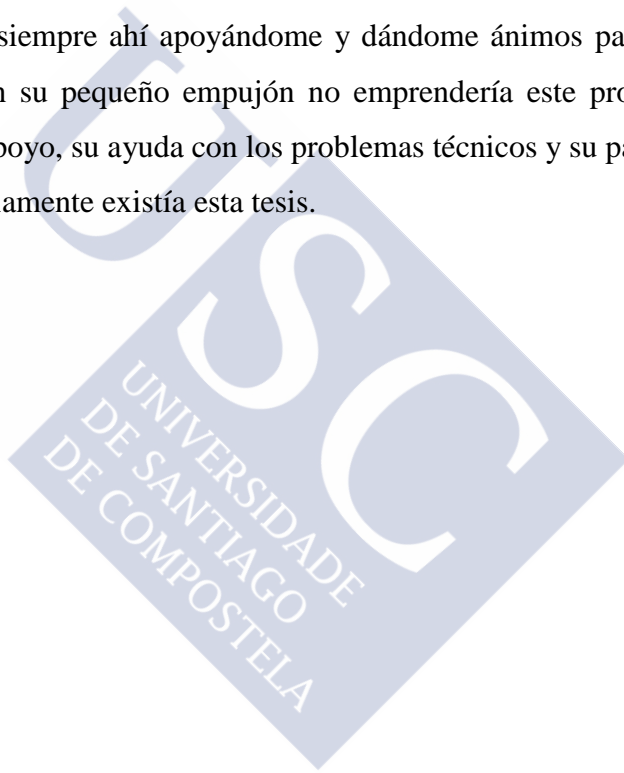 siempre ahí apoyándome y dándome ánimos pa
su pequeño empujón no emprendería este pro
poyo, su ayuda con los problemas técnicos y su pa
amente existía esta tesis.
USC
UNIVERSIDADE
DE SANTIAGO
DE COMPOSTELA